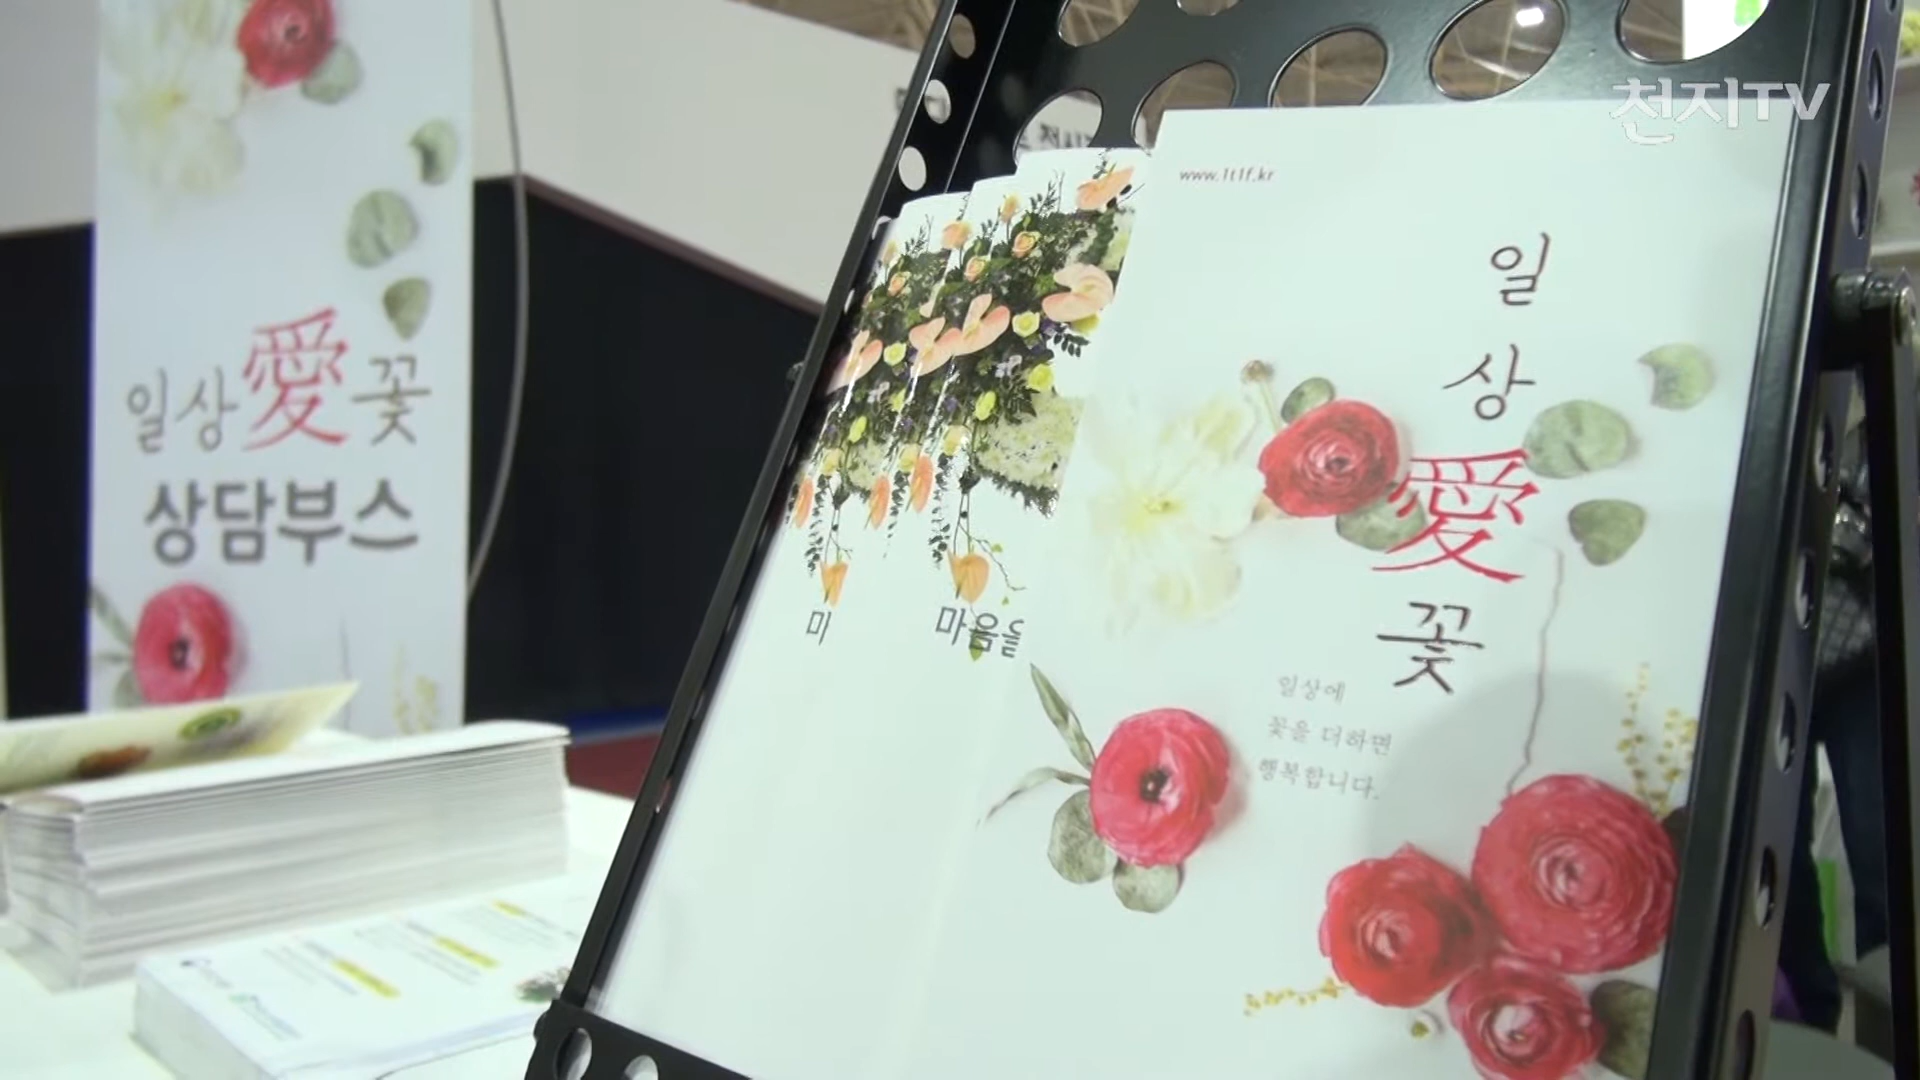 천지TV
www.1t1f.kr
일
상
愛
꽃
일상에
꽃을 더하면
행복합니다.
마음을
일상愛꽃
상담부스